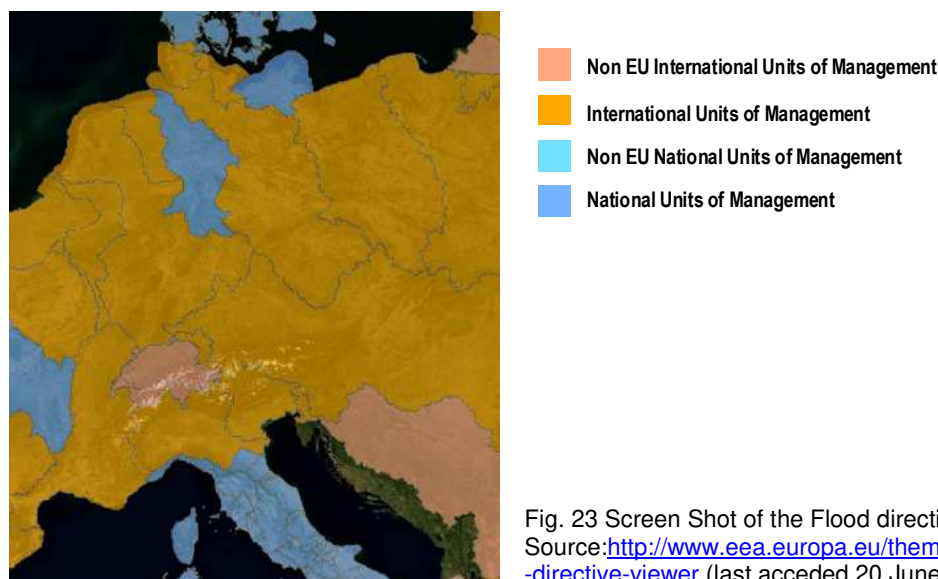 Non EU International Units of Management
International Units of Management
Non EU National Units of Management
National Units of Management
Fig. 23 Screen Shot of the Flood directi
Source:http://www.eea.europa.eu/them
-directive-viewer (last acceded 20 June